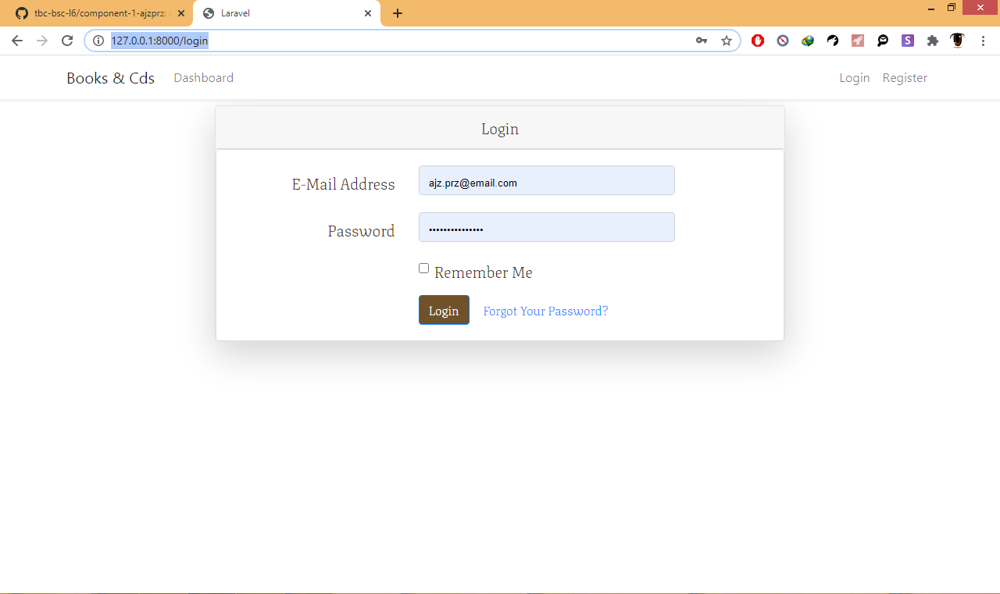 tbc-bsc-l6/component-1-ajzprz:
Laravel
127.0.0.1:8000/login
Books & Cds Dashboard Login Register
Login
E-Mail Address ajz.prz@email.com
Password •••••••••••••••
Remember Me
Login Forgot Your Password?